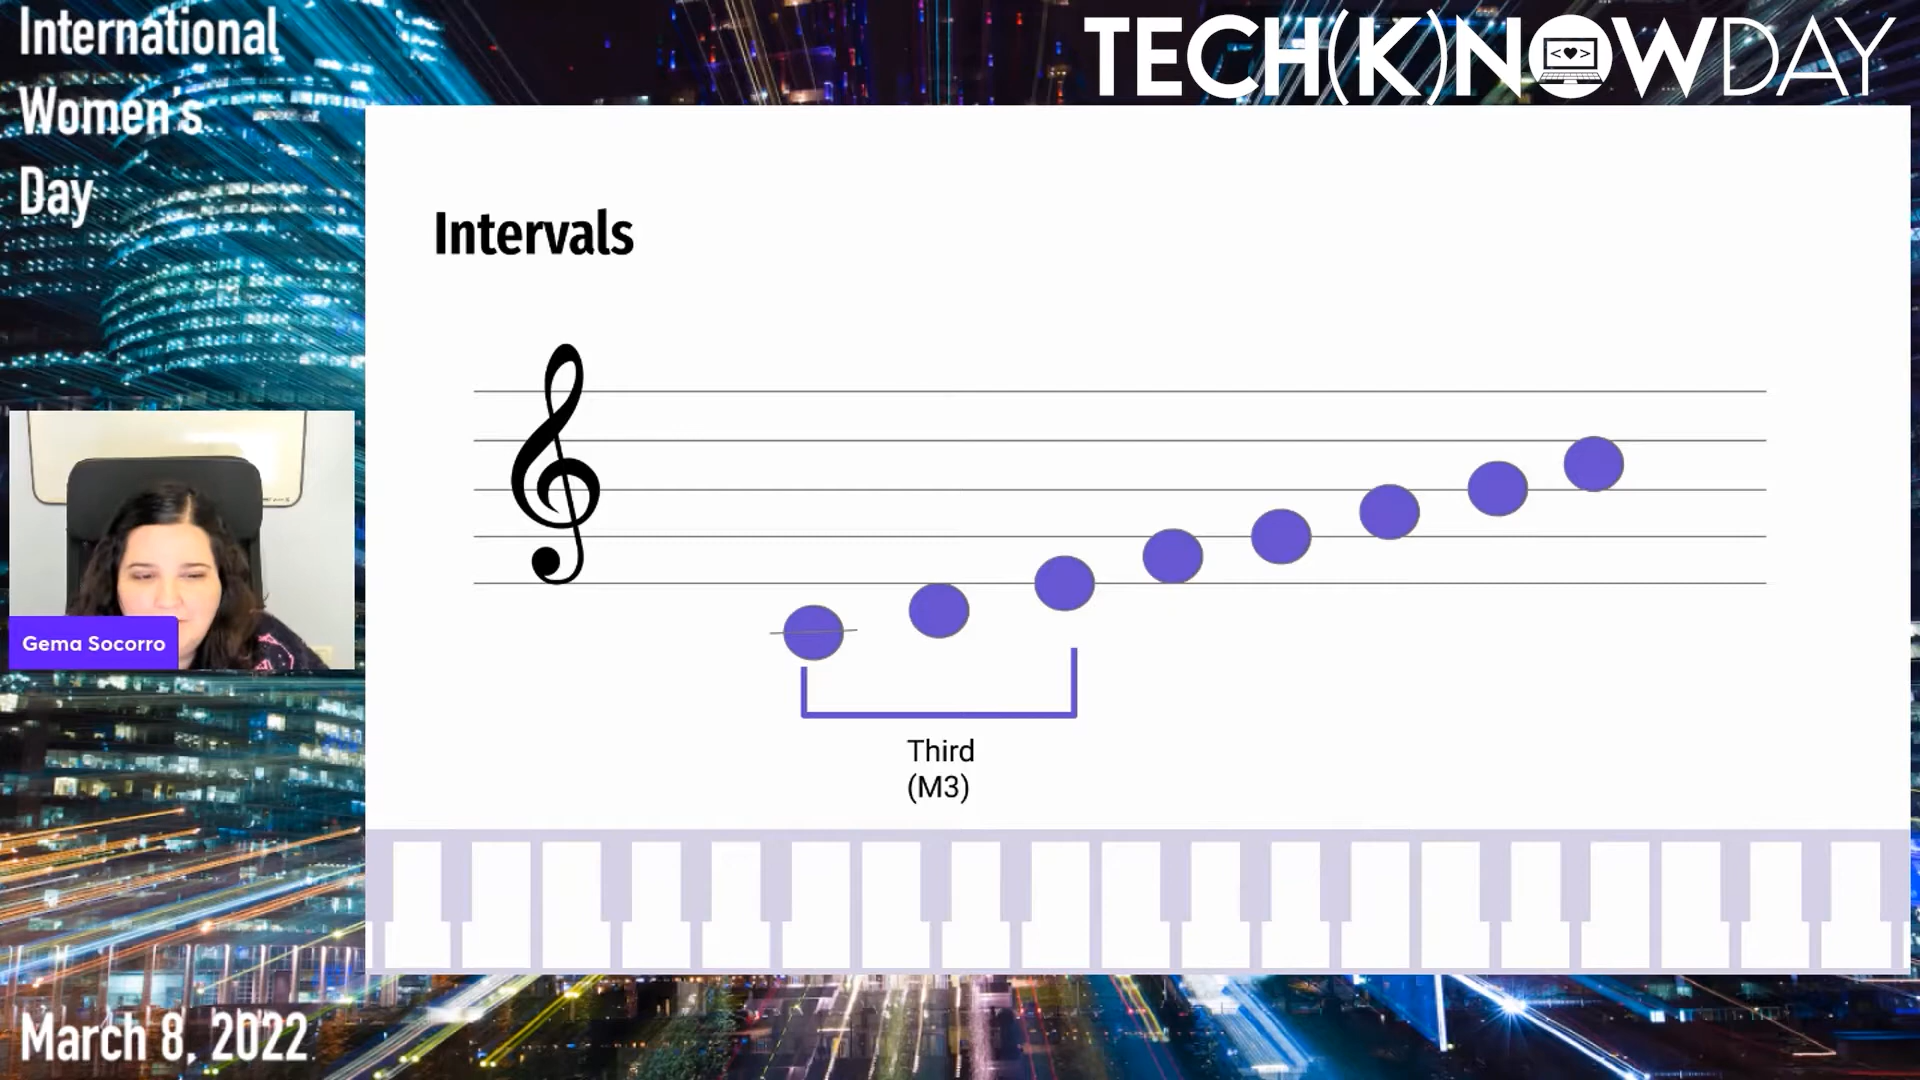 International
Women's
Day
TECH(K)NOWDAY
Intervals
Gema Socorro
Third
(M3)
March 8, 2022